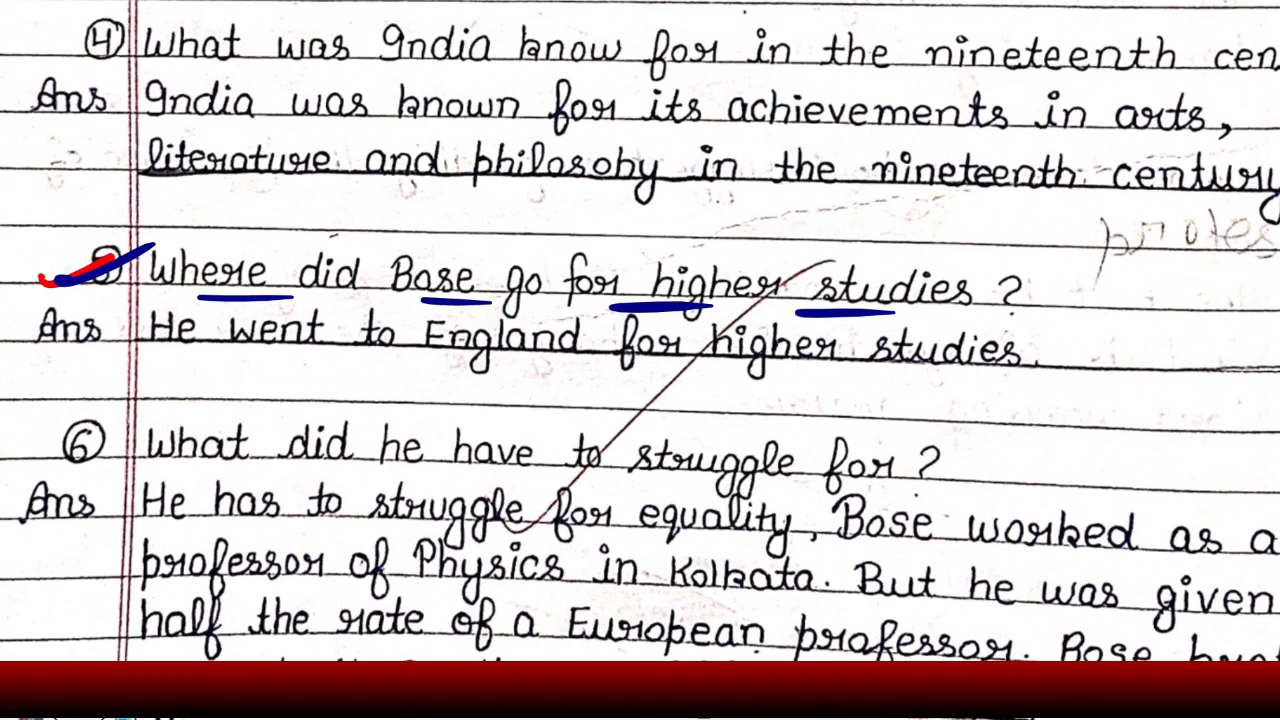 ④ What was India know for in the nineteenth cen
Ans India was known for its achievements in arts,
literature and philosohy in the nineteenth century
protes
Where did Bose go for higher studies ?
Ans He went to England for higher studies.
⑥ What did he have to struggle for ?
Ans He has to struggle for equality, Bose worked as a
professor of Physics in Kolkata. But he was given
half the rate of a European professor. Bose